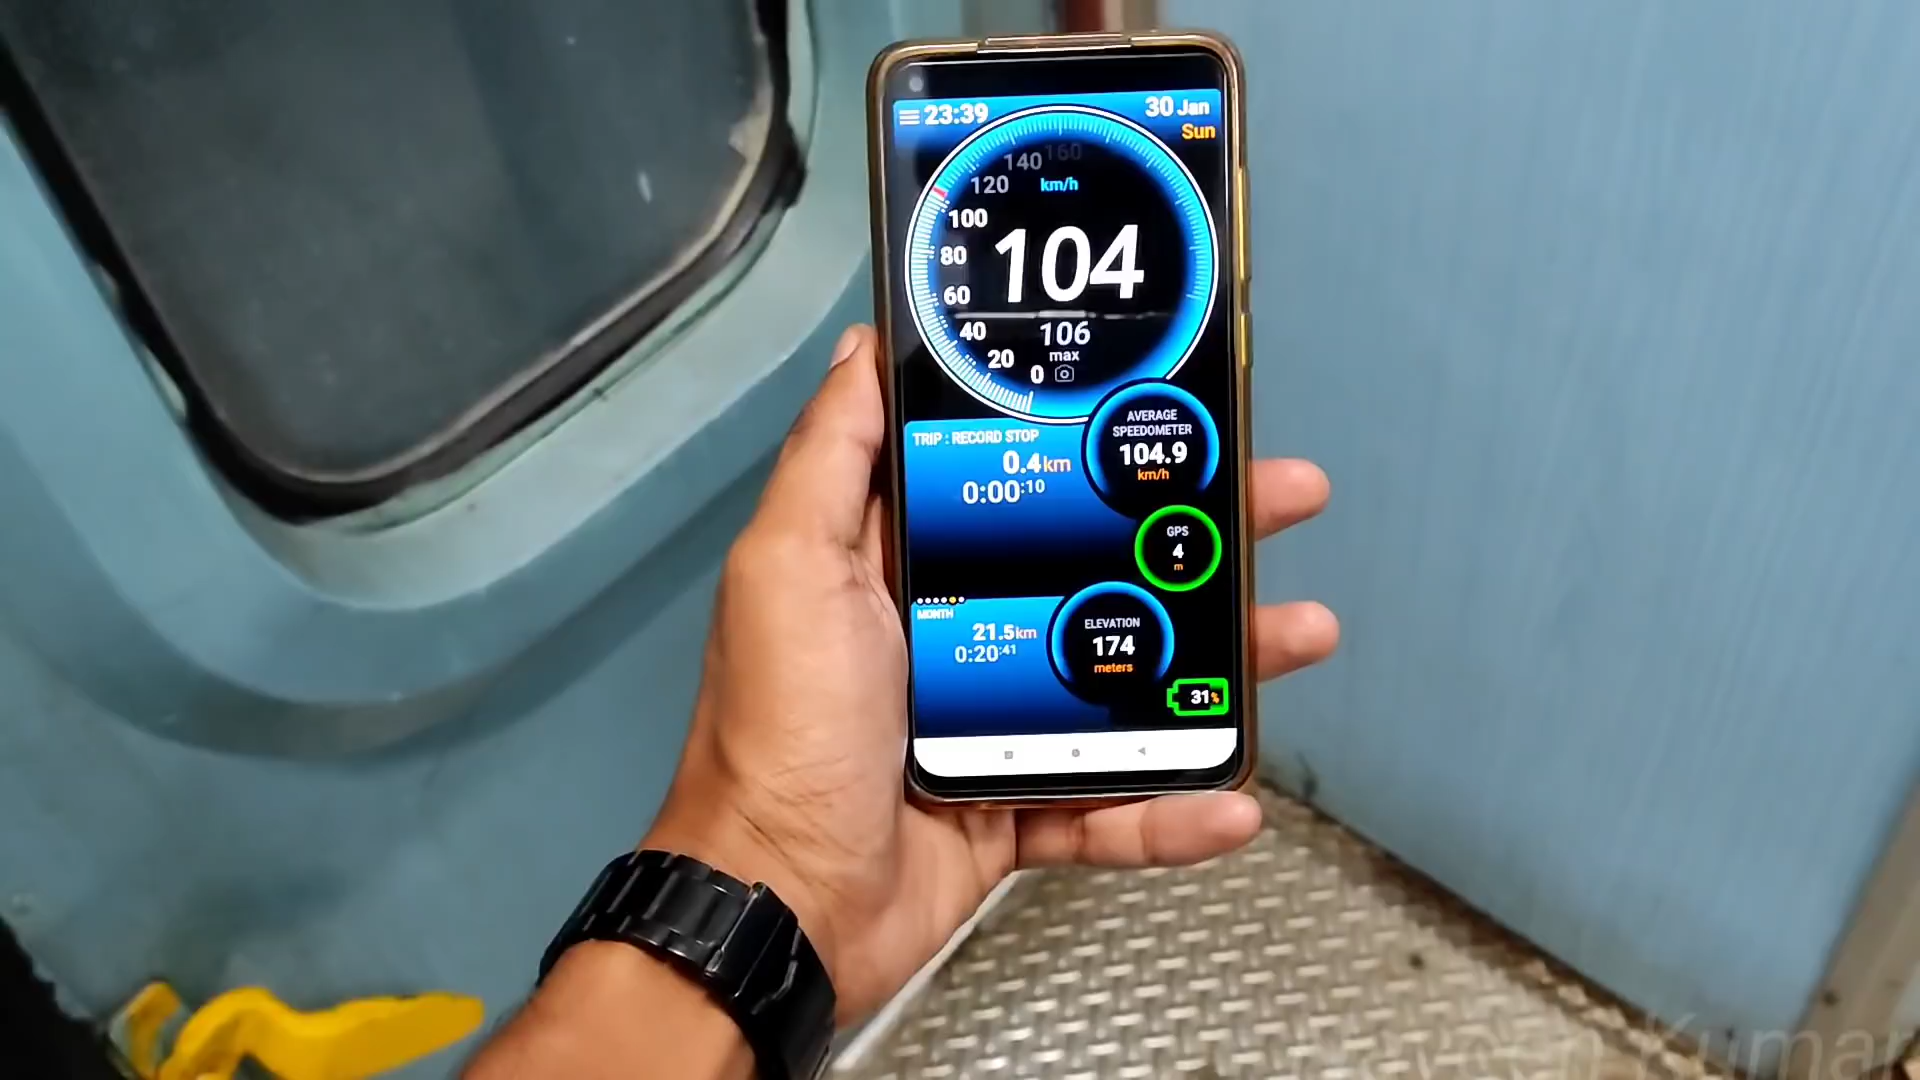 23:39
30 Jan
Sun
160
140
120
km/h
100
104
80
60
40
106
20
max
0
AVERAGE
SPEEDOMETER
104.9
km/h
TRIP : RECORD STOP
0.4km
0:00:10
GPS
4
m
MONTH
21.5km
0:20:41
ELEVATION
174
meters
31%
Kumar